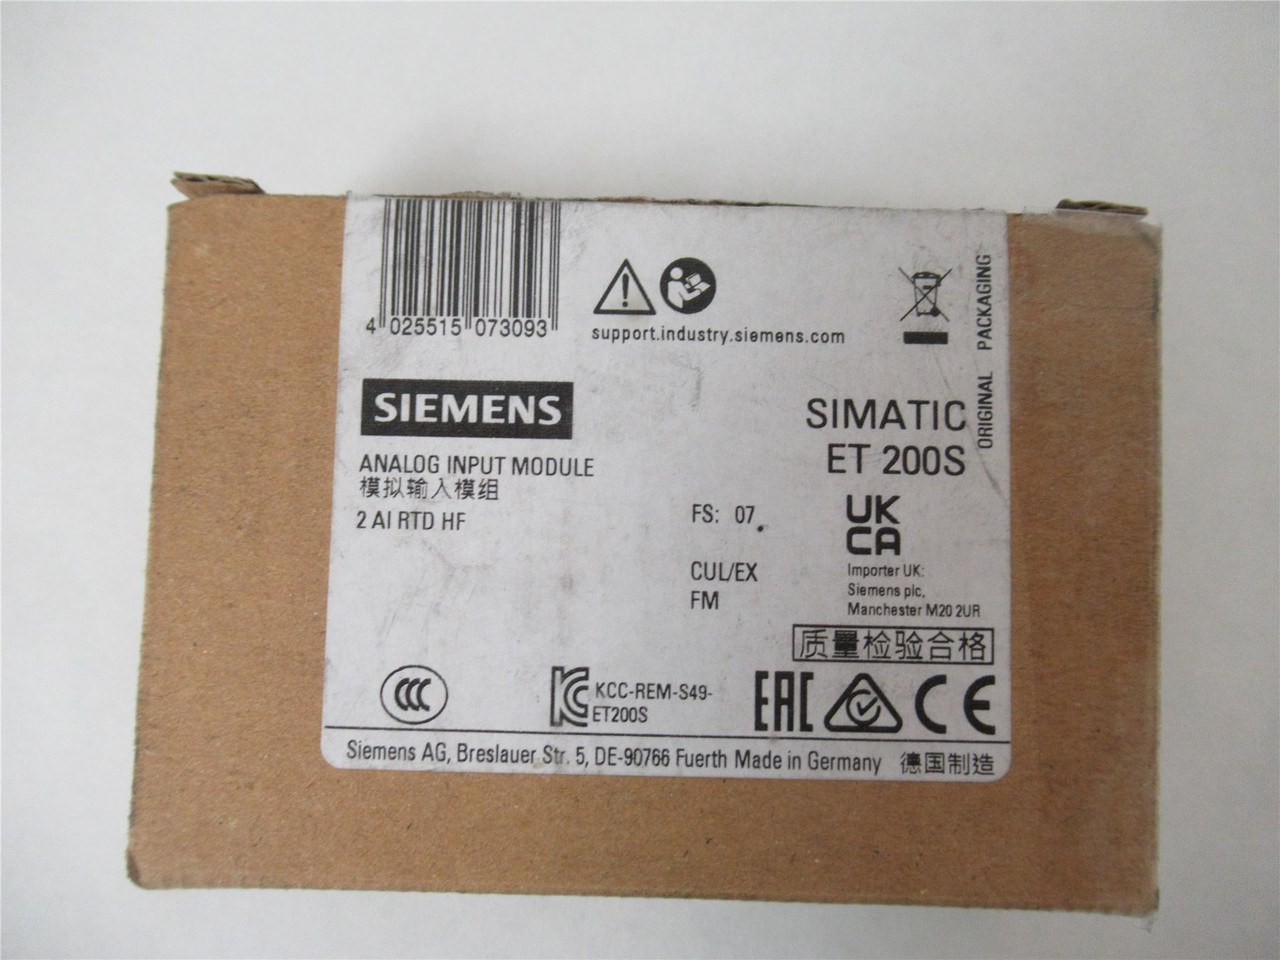 4 025515 073093
support.industry.siemens.com
ORIGINAL PACKAGING
SIEMENS
SIMATIC
ET 200S
ANALOG INPUT MODULE
模拟输入模组
2 AI RTD HF
FS: 07
UK
CA
CUL/EX
FM
Importer UK:
Siemens plc,
Manchester M20 2UR
质量检验合格
CCC
KC
KCC-REM-S49-
ET200S
EAC
CE
Siemens AG, Breslauer Str. 5, DE-90766 Fuerth Made in Germany 德国制造